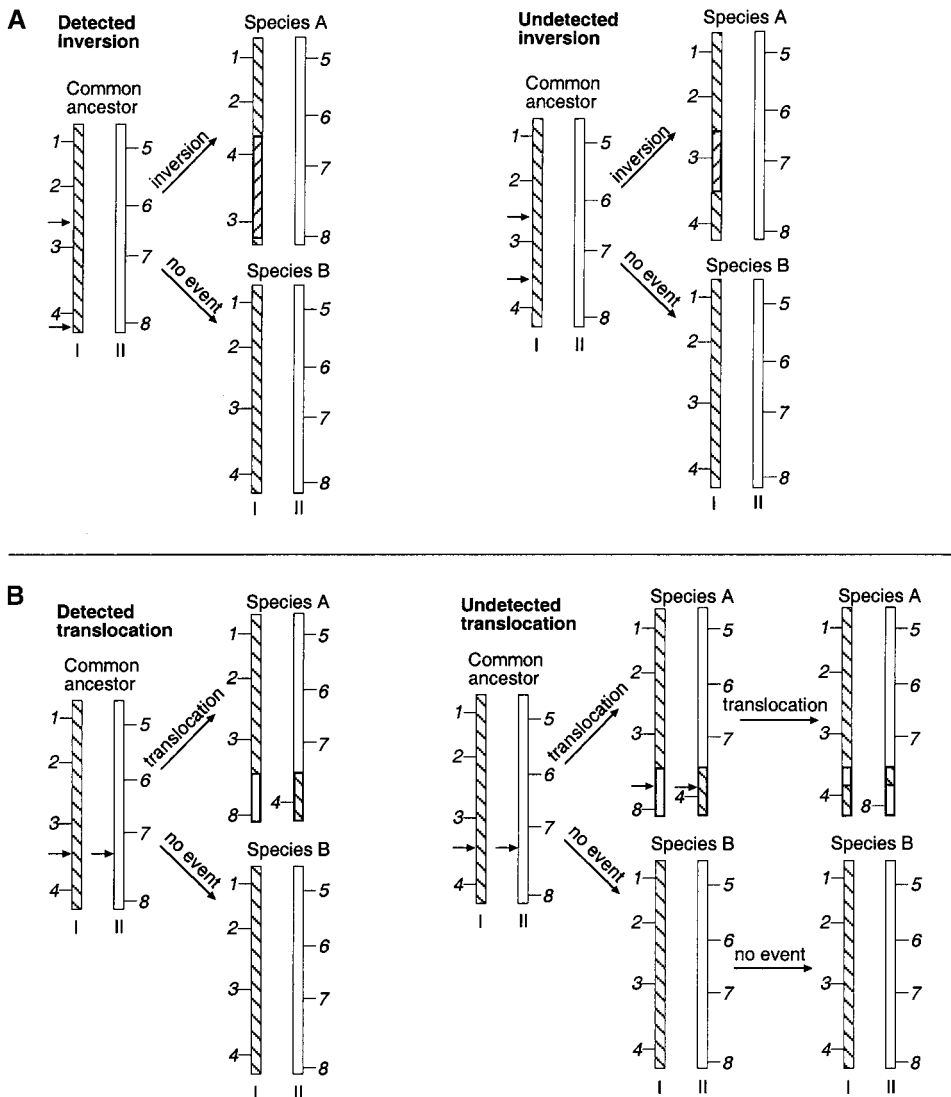 A
Detected
inversion
Common
ancestor
1
2
3
4
5
6
7
8
I
II
inversion
no event
Species A
1
2
4
3
5
6
7
8
Species B
1
2
3
4
5
6
7
8
I
II
Undetected
inversion
Common
ancestor
1
2
3
4
5
6
7
8
I
II
inversion
no event
Species A
1
2
3
4
5
6
7
8
Species B
1
2
3
4
5
6
7
8
I
II
B
Detected
translocation
Common
ancestor
1
2
3
4
5
6
7
8
I
II
translocation
no event
Species A
1
2
3
8
5
6
7
4
Species B
1
2
3
4
5
6
7
8
I
II
Undetected
translocation
Common
ancestor
1
2
3
4
5
6
7
8
I
II
translocation
no event
Species A
1
2
3
8
5
6
7
4
translocation
Species A
1
2
3
4
5
6
7
8
Species B
1
2
3
4
5
6
7
8
I
II
no event
Species B
1
2
3
4
5
6
7
8
I
II